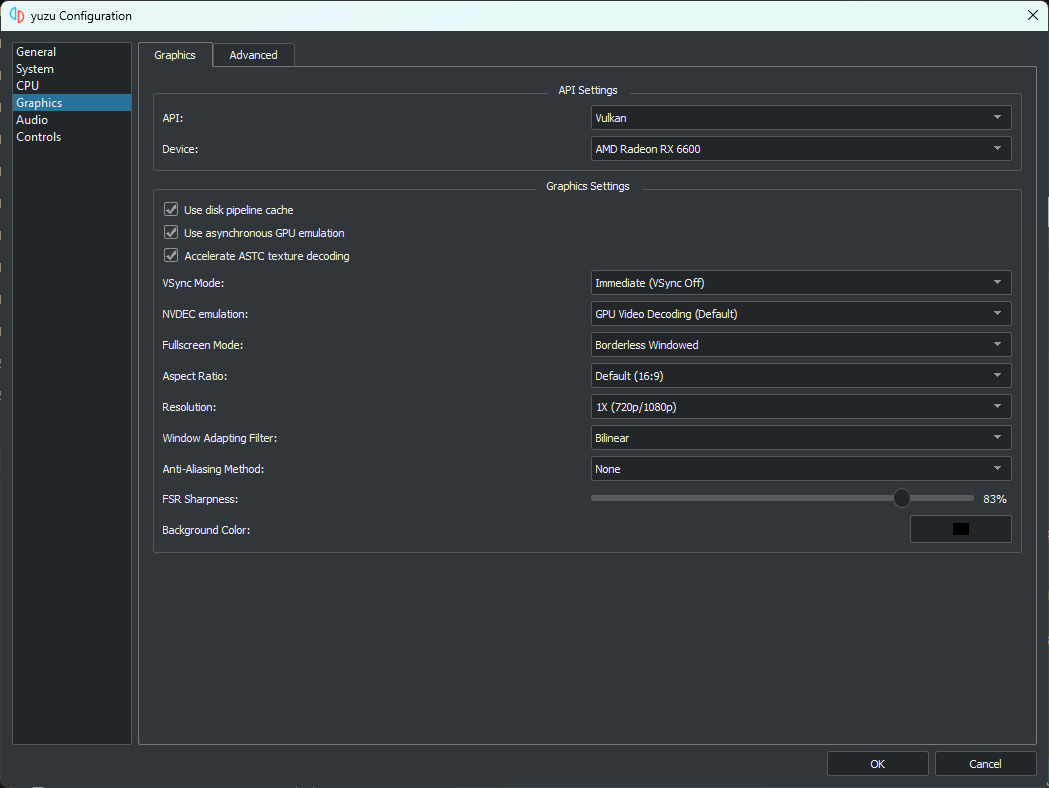 yuzu Configuration
General
System
CPU
Graphics
Audio
Controls
Graphics
Advanced
API Settings
API:
Vulkan
Device:
AMD Radeon RX 6600
Graphics Settings
Use disk pipeline cache
Use asynchronous GPU emulation
Accelerate ASTC texture decoding
VSync Mode:
Immediate (VSync Off)
NVDEC emulation:
GPU Video Decoding (Default)
Fullscreen Mode:
Borderless Windowed
Aspect Ratio:
Default (16:9)
Resolution:
1X (720p/1080p)
Window Adapting Filter:
Bilinear
Anti-Aliasing Method:
None
FSR Sharpness:
83%
Background Color:
OK
Cancel